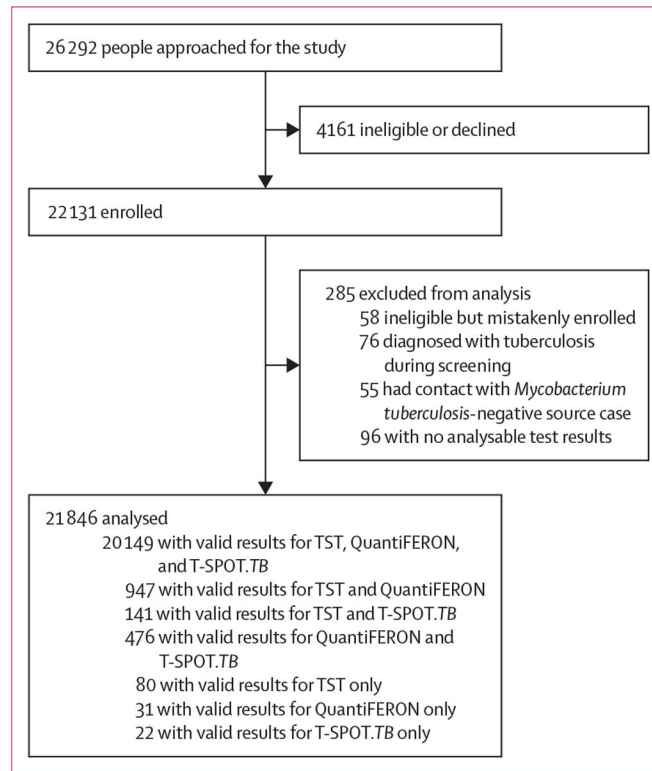 26 292 people approached for the study
4161 ineligible or declined
22 131 enrolled
285 excluded from analysis
58 ineligible but mistakenly enrolled
76 diagnosed with tuberculosis
during screening
55 had contact with Mycobacterium
tuberculosis-negative source case
96 with no analysable test results
21 846 analysed
20 149 with valid results for TST, QuantiFERON,
and T-SPOT.TB
947 with valid results for TST and QuantiFERON
141 with valid results for TST and T-SPOT.TB
476 with valid results for QuantiFERON and
T-SPOT.TB
80 with valid results for TST only
31 with valid results for QuantiFERON only
22 with valid results for T-SPOT.TB only